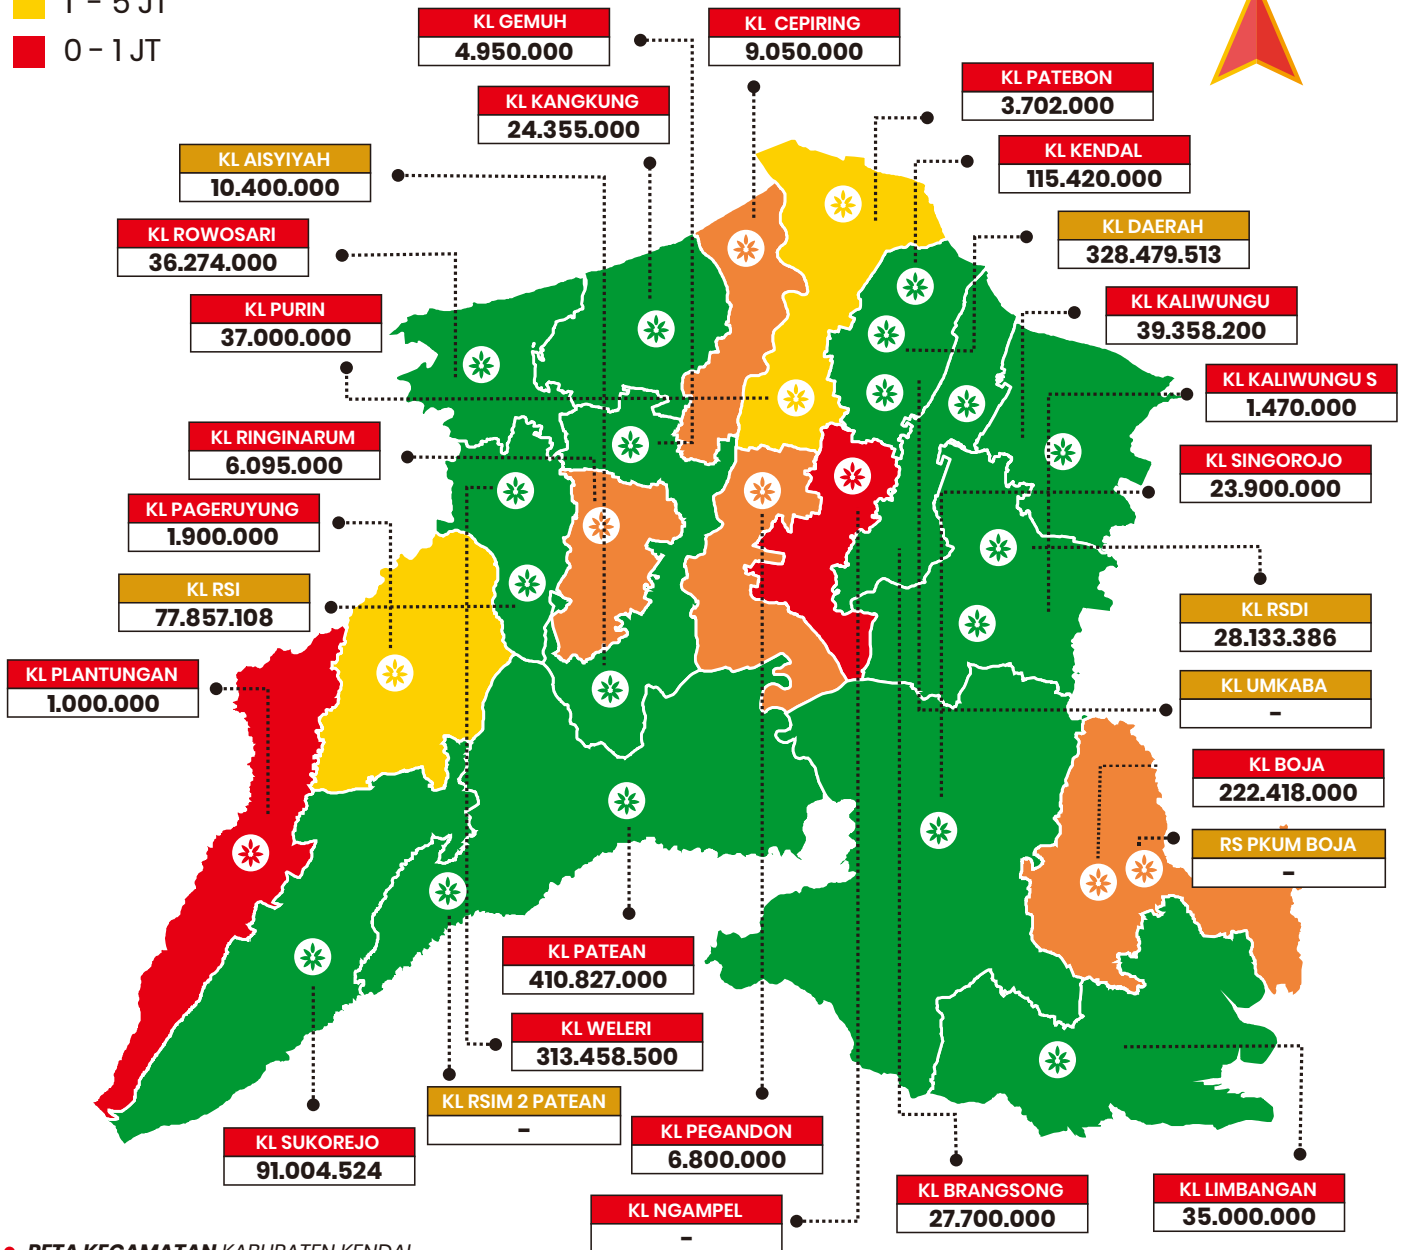 1 - 5 JT
0 - 1 JT
KL GEMUH
4.950.000
KL CEPIRING
9.050.000
KL PATEBON
3.702.000
KL KANGKUNG
24.355.000
KL KENDAL
115.420.000
KL AISYIYAH
10.400.000
KL DAERAH
328.479.513
KL ROWOSARI
36.274.000
KL KALIWUNGU
39.358.200
KL PURIN
37.000.000
KL KALIWUNGU S
1.470.000
KL RINGINARUM
6.095.000
KL SINGOROJO
23.900.000
KL PAGERUYUNG
1.900.000
KL RSI
77.857.108
KL RSDI
28.133.386
KL PLANTUNGAN
1.000.000
KL UMKABA
-
KL BOJA
222.418.000
RS PKUM BOJA
-
KL PATEAN
410.827.000
KL WELERI
313.458.500
KL RSIM 2 PATEAN
-
KL PEGANDON
6.800.000
KL SUKOREJO
91.004.524
KL BRANGSONG
27.700.000
KL LIMBANGAN
35.000.000
KL NGAMPEL
-
PETA KECAMATAN KABUPATEN KENDAL